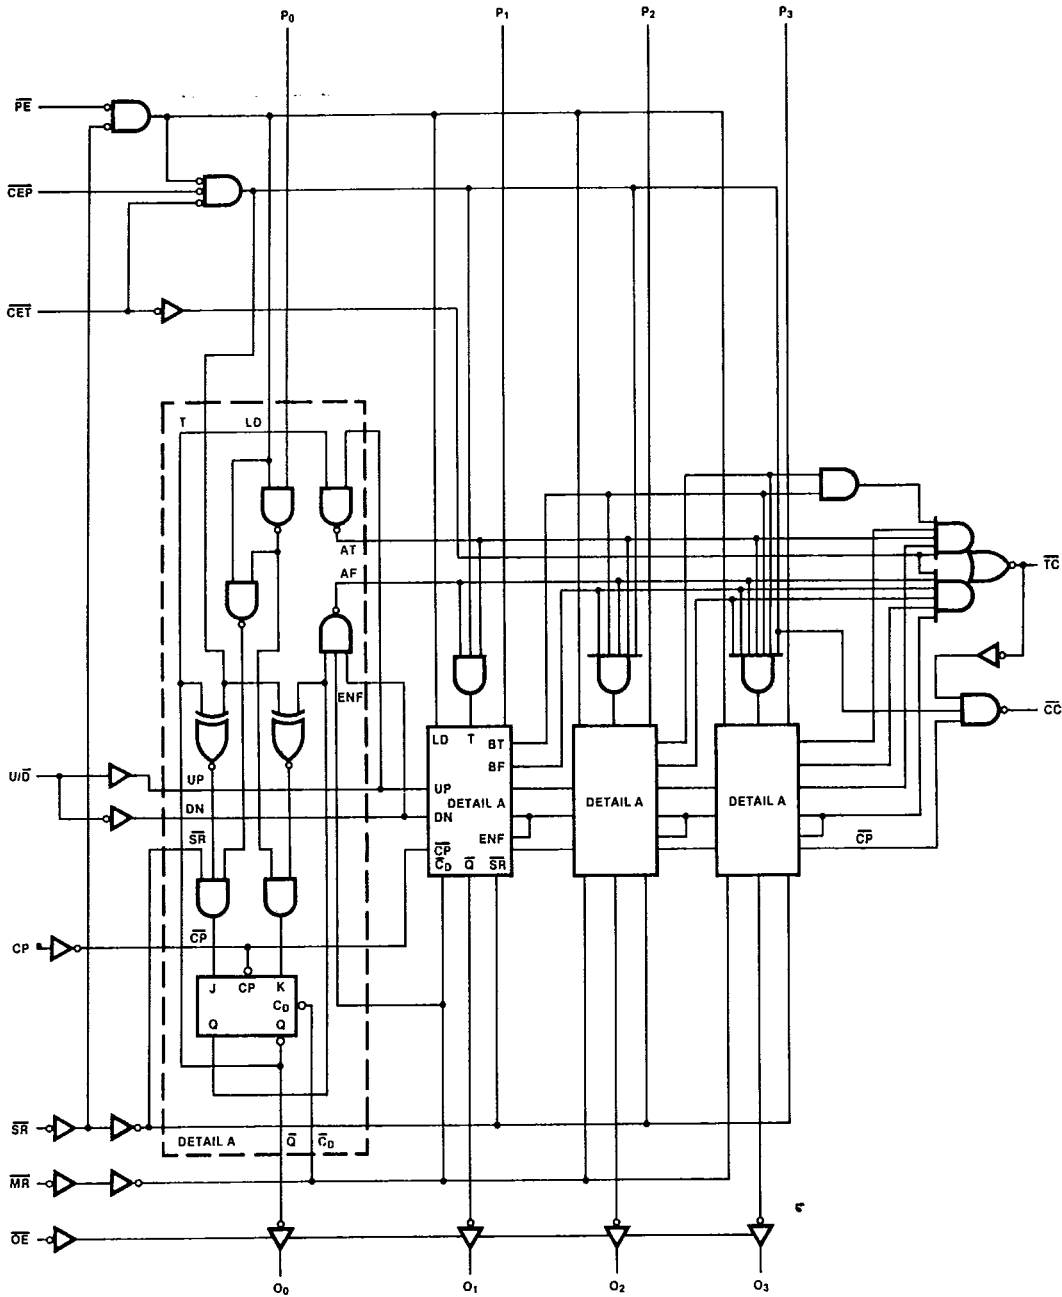 P0 P1 P2 P3
PE
CEP
CET
T LD
AT
AF
TC
ENF
CC
LD T BT
BF
U/D UP UP
DETAIL A DETAIL A DETAIL A
DN DN
SR ENF CP
CP
CD Q SR
CP CP
J CP K
CD
Q Q
SR DETAIL A Q CD
MR
OE
O0 O1 O2 O3